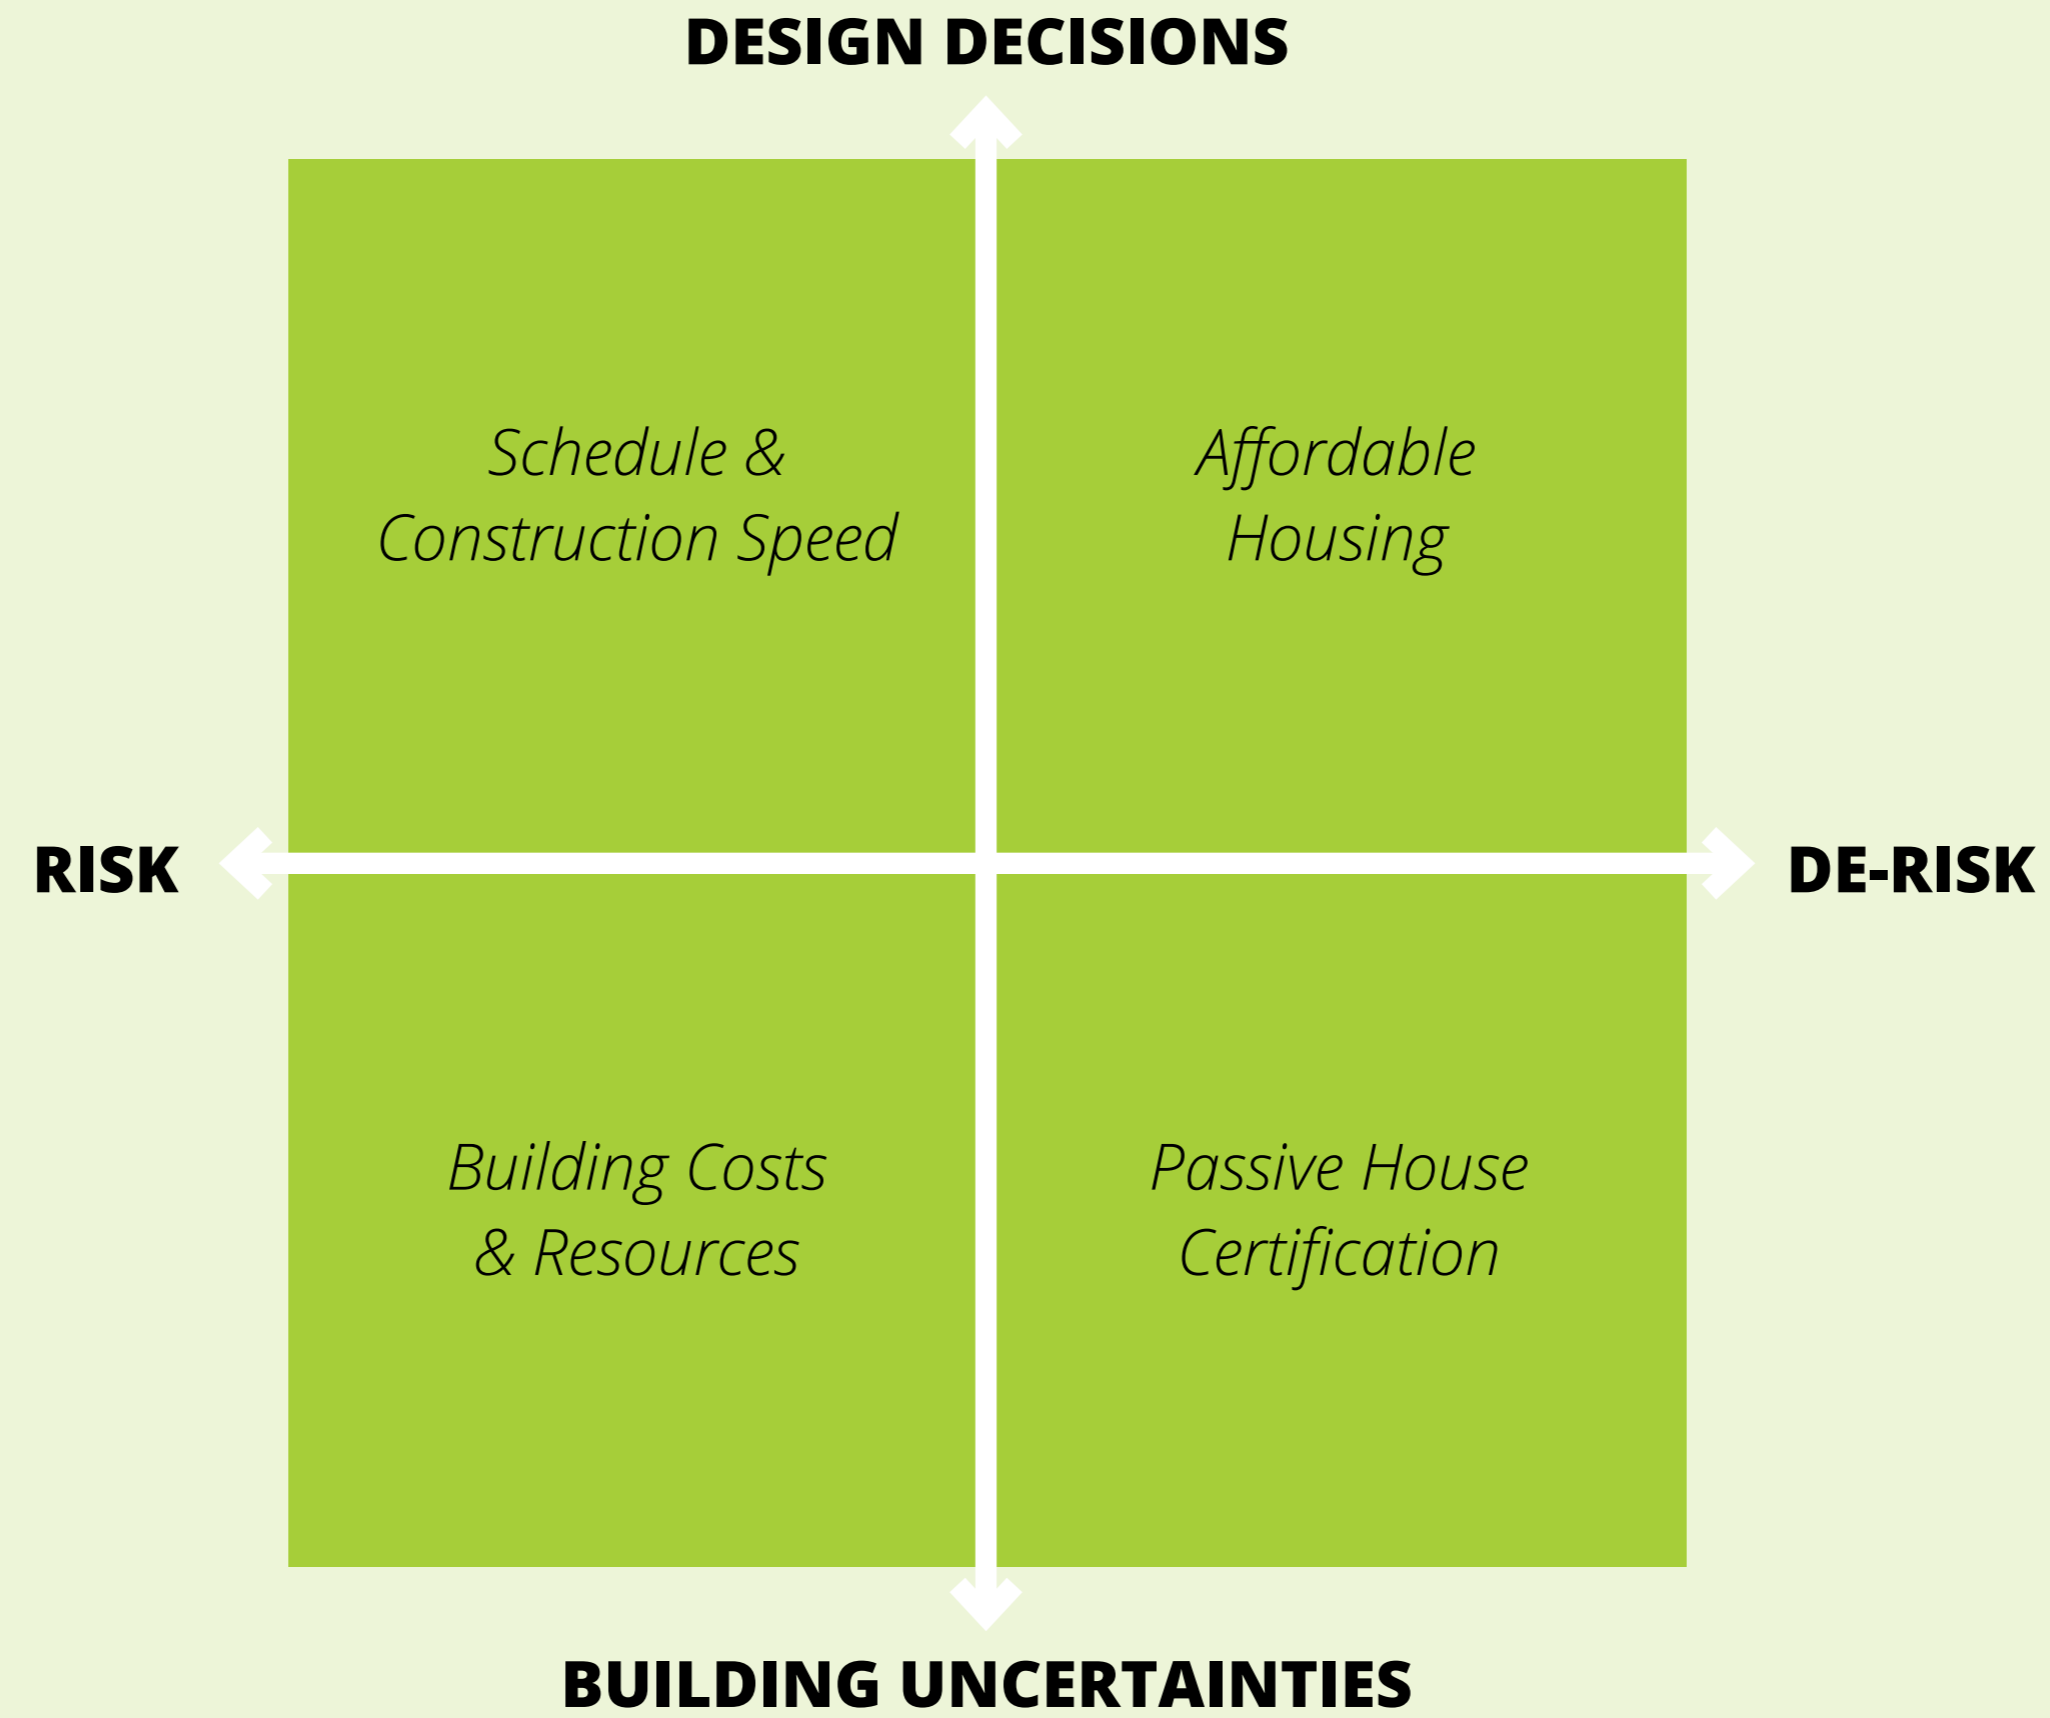 DESIGN DECISIONS
Schedule &
Construction Speed
Affordable
Housing
RISK
DE-RISK
Building Costs
& Resources
Passive House
Certification
BUILDING UNCERTAINTIES